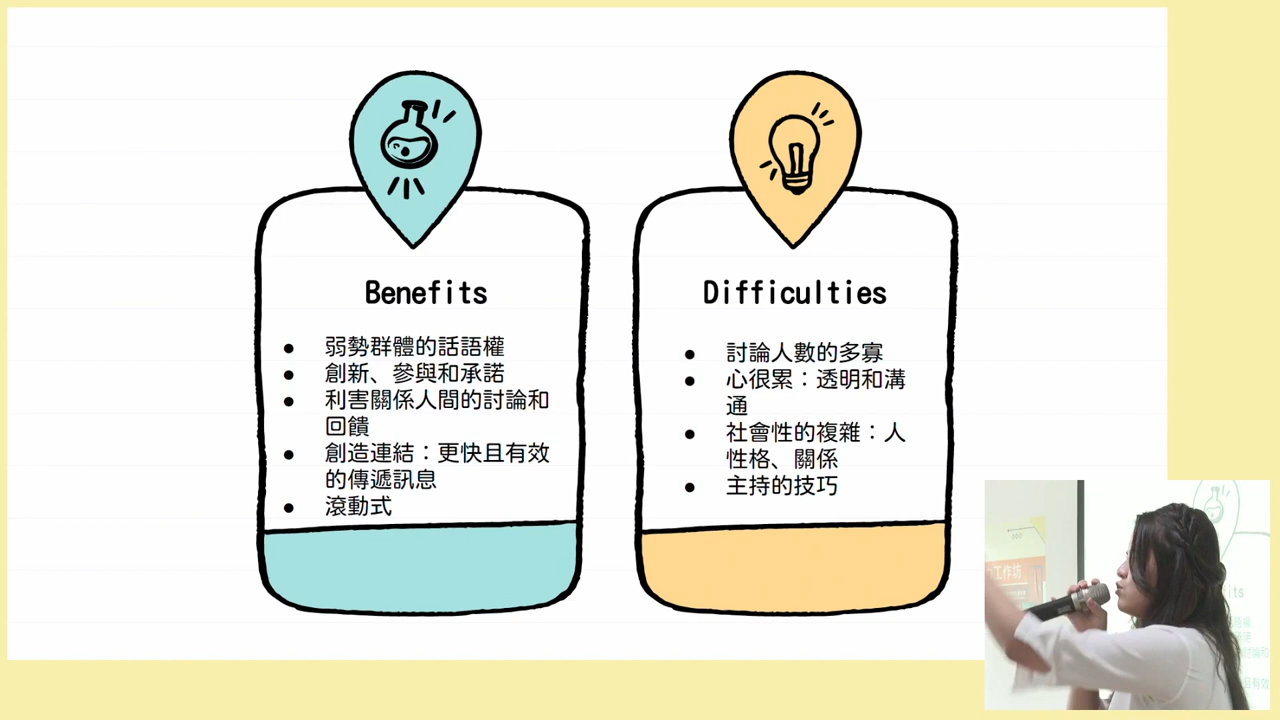 Benefits
弱勢群體的話語權
創新、參與和承諾
利害關係人間的討論和
回饋
創造連結：更快且有效
的傳遞訊息
滾動式
Difficulties
討論人數的多寡
心很累：透明和溝
通
社會性的複雜：人
性格、關係
主持的技巧
工作坊